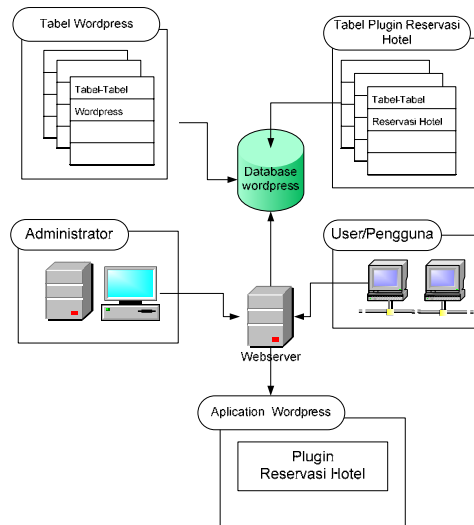 Tabel Wordpress
Tabel Plugin Reservasi
Hotel
Tabel-Tabel
Wordpress
Tabel-Tabel
Reservasi Hotel
Database
wordpress
Administrator
User/Pengguna
Webserver
Aplication Wordpress
Plugin
Reservasi Hotel